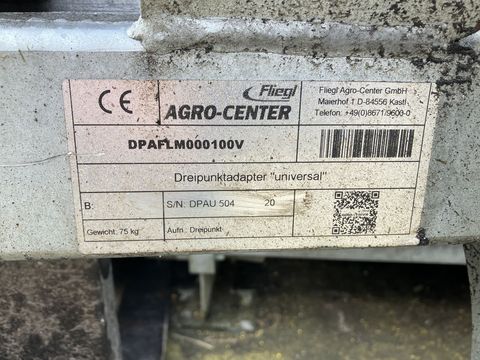 CE
Fliegl
AGRO-CENTER
Fliegl Agro-Center GmbH
Maierhof 1 D-84556 Kastl
Telefon: +49(0)8671/9600-0
DPAFLM000100V
Dreipunktadapter "universal"
B:
S/N: DPAU 504 20
Gewicht: 75 kg
Aufn.: Dreipunkt